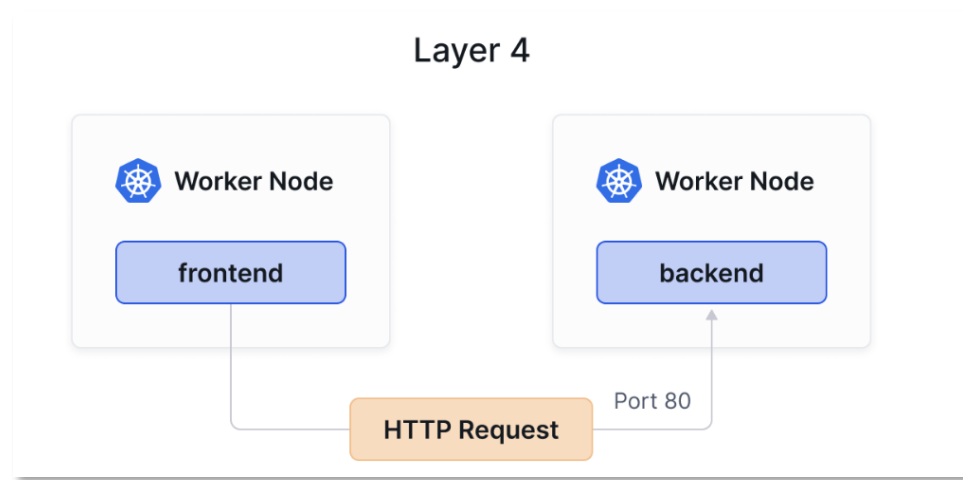 Layer 4
Worker Node
Worker Node
frontend
backend
Port 80
HTTP Request